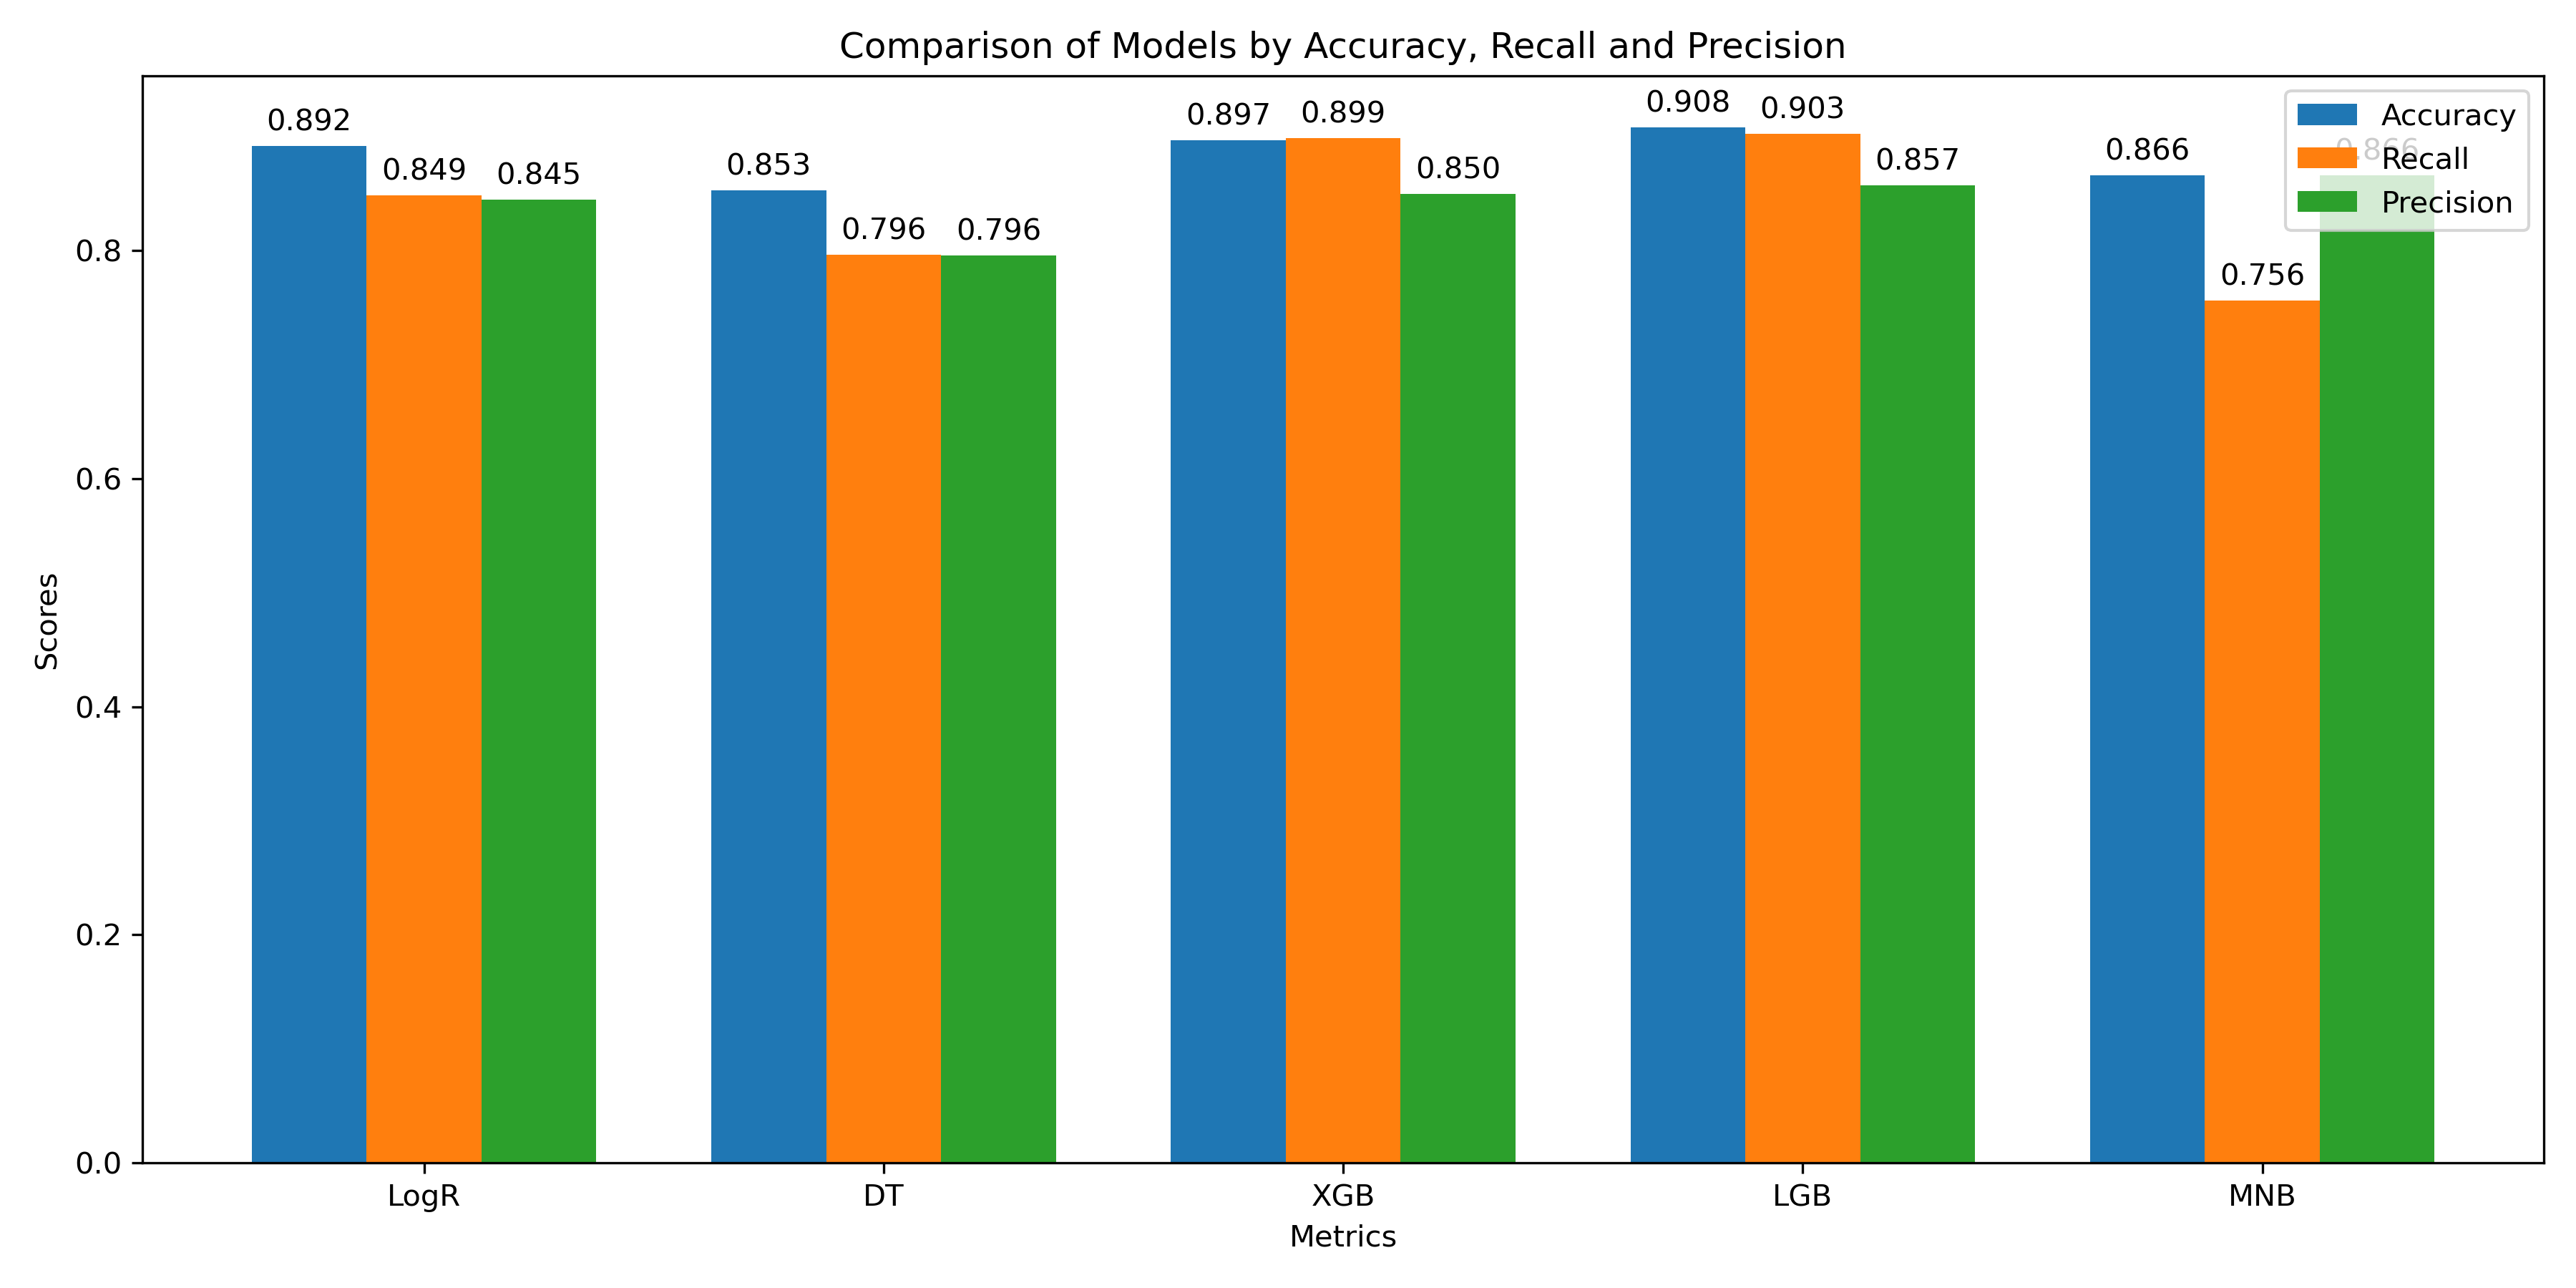 Comparison of Models by Accuracy, Recall and Precision
0.892
0.849
0.845
0.853
0.796
0.796
0.897
0.899
0.850
0.908
0.903
0.857
0.866
0.756
0.866
Accuracy
Recall
Precision
Scores
0.8
0.6
0.4
0.2
0.0
LogR DT XGB LGB MNB
Metrics